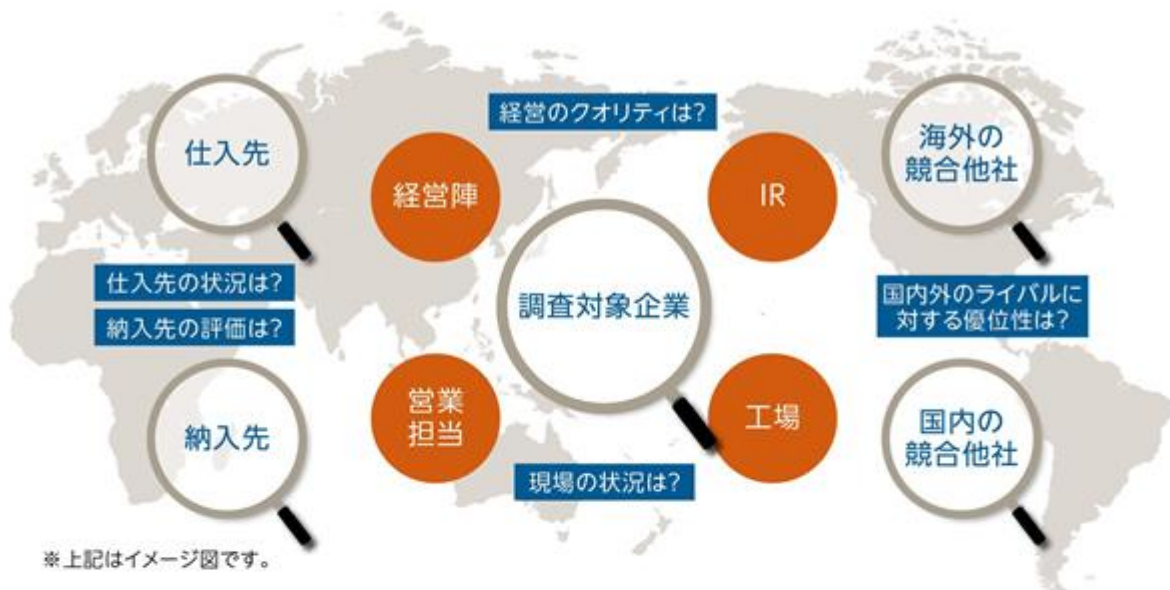 経営のクオリティは?
仕入先
経営陣
IR
海外の
競合他社
調査対象企業
仕入先の状況は?
納入先の評価は?
国内外のライバルに
対する優位性は?
納入先
営業
担当
工場
国内の
競合他社
現場の状況は?
※上記はイメージ図です。